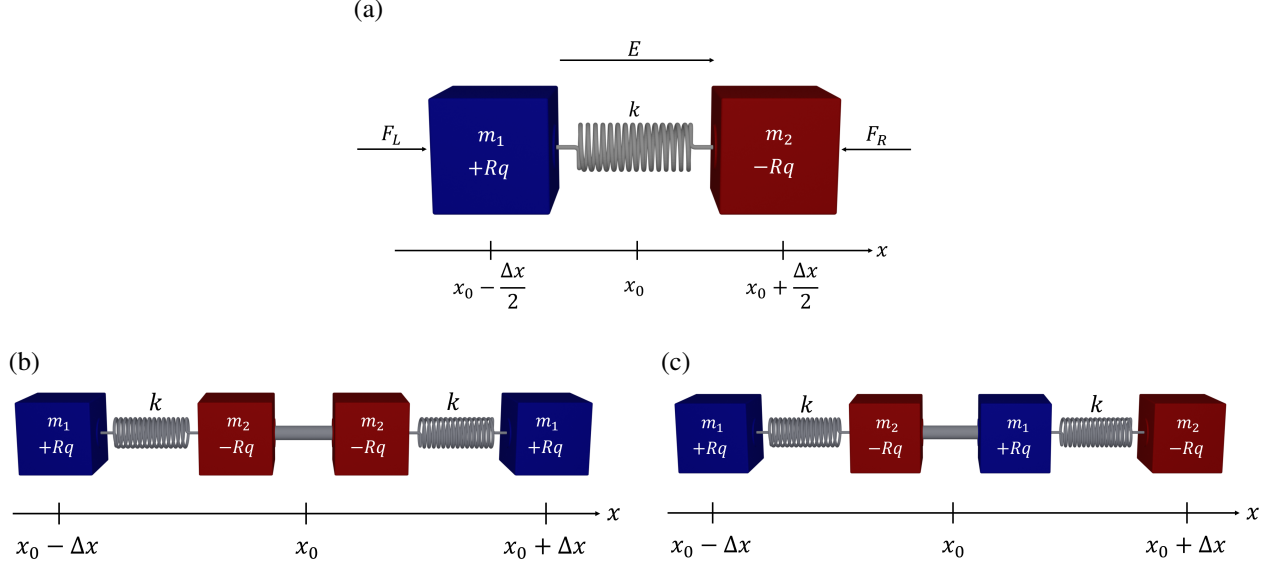 (a)
E
k
F_L
m_1
+Rq
m_2
−Rq
F_R
x
x_0 − Δx/2
x_0
x_0 + Δx/2
(b)
(c)
m_1
+Rq
k
m_2
−Rq
m_2
−Rq
k
m_1
+Rq
x
x_0 − Δx
x_0
x_0 + Δx
m_1
+Rq
k
m_2
−Rq
m_1
+Rq
k
m_2
−Rq
x
x_0 − Δx
x_0
x_0 + Δx